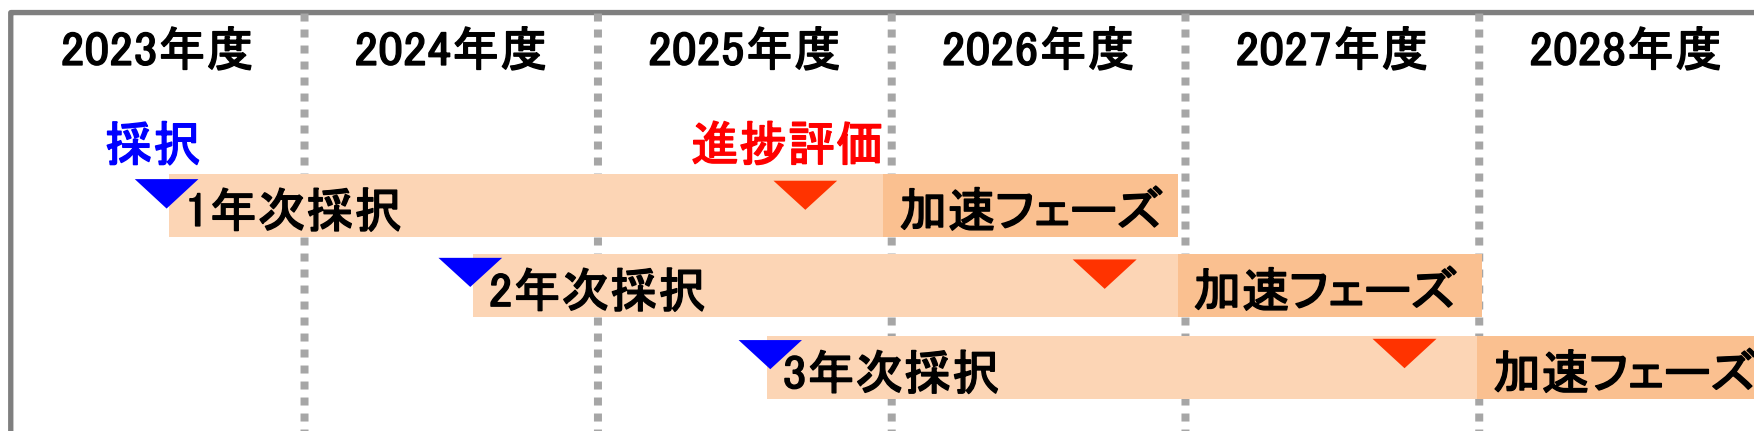 2023年度 2024年度 2025年度 2026年度 2027年度 2028年度
採択 進捗評価
1年次採択 加速フェーズ
2年次採択 加速フェーズ
3年次採択 加速フェーズ